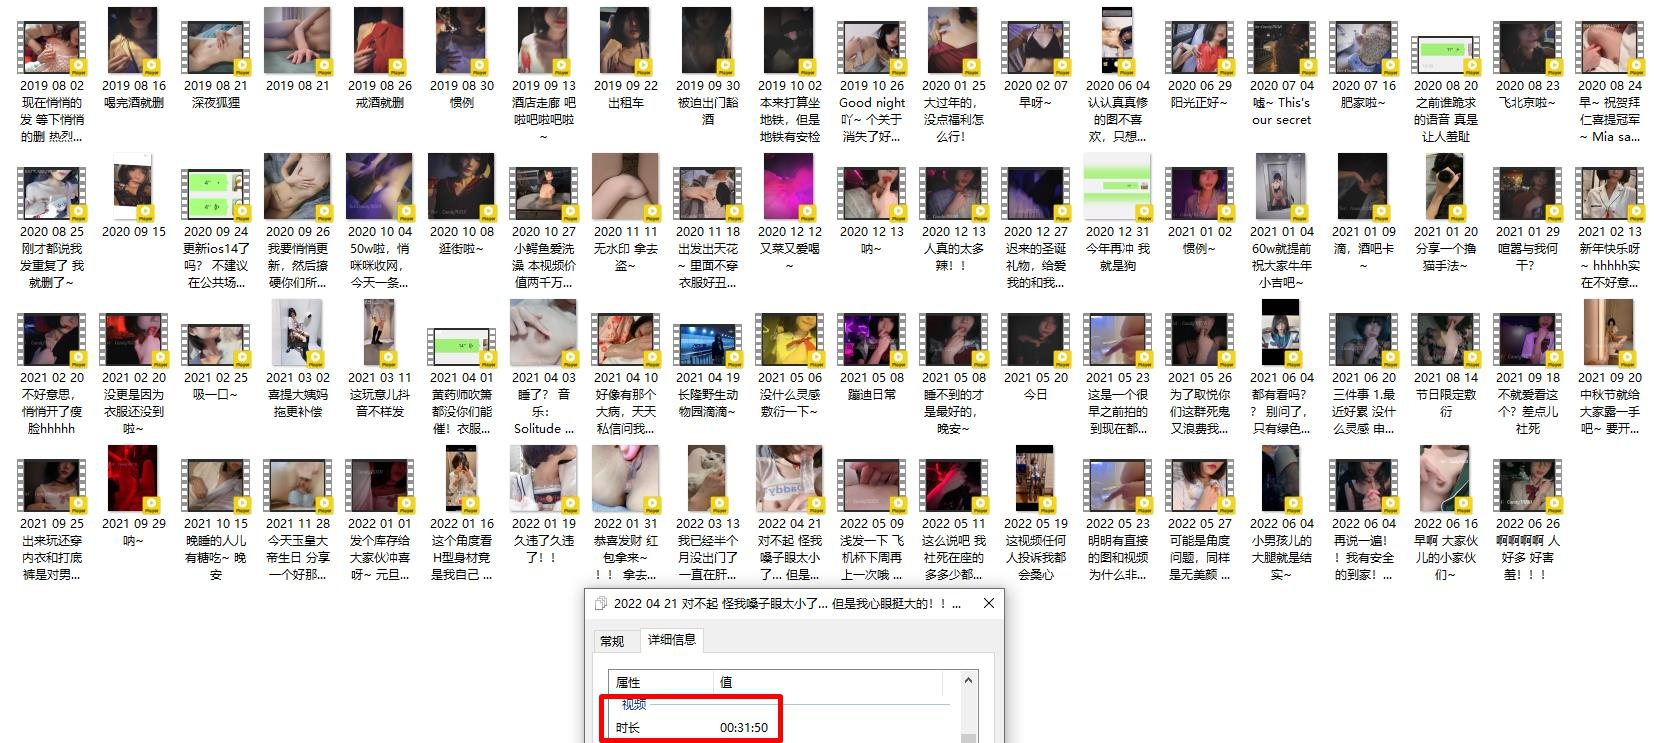 2019 08 02
现在悄悄的
发 等下悄悄
的删 热烈...
2019 08 16
喝完酒就删
2019 08 21
深夜狐狸
2019 08 21
2019 08 26
戒酒就删
2019 08 30
惯例
2019 09 13
酒店走廊 吧
啦吧啦吧啦
~
2019 09 22
出租车
2019 09 30
被迫出门豁
酒
2019 10 04
本来打算坐
地铁，但是
地铁有安检
2019 10 26
Good night
吖~ 个关于
消失了好...
2020 01 25
大过年的，
没点福利怎
么行！
2020 02 07
早呀~
2020 06 04
认认真真修
的图不喜
欢，只想...
2020 06 29
阳光正好~
2020 07 04
嘘~ This's
our secret
2020 07 16
肥家啦~
2020 08 20
之前谁跪求
的语音 真是
让人羞耻
2020 08 23
飞北京啦~
2020 08 24
早~ 祝贺拜
仁喜提冠军
~ Mia sa...
2020 08 25
刚才都说我
发重复了 我
就删了~
2020 09 15
2020 09 24
更新ios14了
吗？ 不建议
在公共场...
2020 09 26
我要悄悄更
新，然后撩
硬你们所...
2020 10 04
50w啦，悄
咪咪收网，
今天一条...
2020 10 08
逛街啦~
2020 10 27
小鳄鱼爱洗
澡 本视频价
值两千万...
2020 11 11
无水印 拿去
盗~
2020 11 18
出发出天花
~ 里面不穿
衣服好丑...
2020 12 12
又菜又爱喝
~
2020 12 13
呐~
2020 12 13
人真的太多
辣！！
2020 12 27
迟来的圣诞
礼物，给爱
我的和我...
2020 12 31
今年再冲 我
就是狗
2021 01 02
惯例~
2021 01 04
60w就提前
祝大家牛年
小吉吧~
2021 01 09
滴，酒吧卡
~
2021 01 20
分享一个撸
猫手法~
2021 01 29
喧嚣与我何
干？
2021 02 13
新年快乐呀
~ hhhhh实
在不好意...
2021 02 20
不好意思，
悄悄开了瘦
脸hhhhh
2021 02 20
没更是因为
衣服还没到
啦~
2021 02 25
吸一口~
2021 03 02
喜提大姨妈
拖更补偿
2021 03 11
这玩意儿抖
音不样发
2021 04 01
黄药师吹箫
都没你们能
催！衣服...
2021 04 03
睡了？ 音
乐：
Solitude ...
2021 04 10
好像有那个
大病，天天
私信问我...
2021 04 19
长隆野生动
物园滴滴~
2021 05 06
没什么灵感
敷衍一下~
2021 05 08
蹦迪日常
2021 05 08
睡不到的才
是最好的，
晚安~
2021 05 20
今日
2021 05 23
这是一个很
早之前拍的
到现在都...
2021 05 26
为了取悦你
们这群死鬼
又浪费我...
2021 06 04
都有看吗？
？ 别问了，
只有绿色...
2021 06 20
三件事 1.最
近好累 没什
么灵感 申...
2021 08 14
节日限定敷
衍
2021 09 18
不就爱看这
个？差点儿
社死
2021 09 20
中秋节就给
大家露一手
吧~ 要开...
2021 09 25
出来玩还穿
内衣和打底
裤是对男...
2021 09 29
呐~
2021 10 15
晚睡的人儿
有糖吃~ 晚
安
2021 11 28
今天玉皇大
帝生日 分享
一个好那...
2022 01 01
发个库存给
大家伙冲喜
呀~ 元旦...
2022 01 16
这个角度看
H型身材竟
是我自己 ...
2022 01 19
久违了久违
了！！
2022 01 31
恭喜发财 红
包拿来~
！！ 拿去...
2022 03 13
我已经半个
月没出门了
一直在肝...
2022 04 21
对不起 怪我
嗓子眼太小
了... 但是...
2022 05 09
浅发一下 飞
机杯下周再
上一次哦 ...
2022 05 11
这么说吧 我
社死在座的
多多少都...
2022 05 19
这视频任何
人投诉我都
会戮心
2022 05 23
明明有直接
的图和视频
为什么非...
2022 05 27
可能是角度
问题，同样
是无美颜 ...
2022 06 04
小男孩儿的
大腿就是结
实~
2022 06 04
再说一遍！
！我有安全
的到家！...
2022 06 16
早啊 大家伙
儿的小家伙
们~
2022 06 26
啊啊啊啊 人
好多 好害
羞！！！
2022 04 21 对不起 怪我嗓子眼太小了... 但是我心眼挺大的！！...
常规
详细信息
属性
值
视频
时长
00:31:50